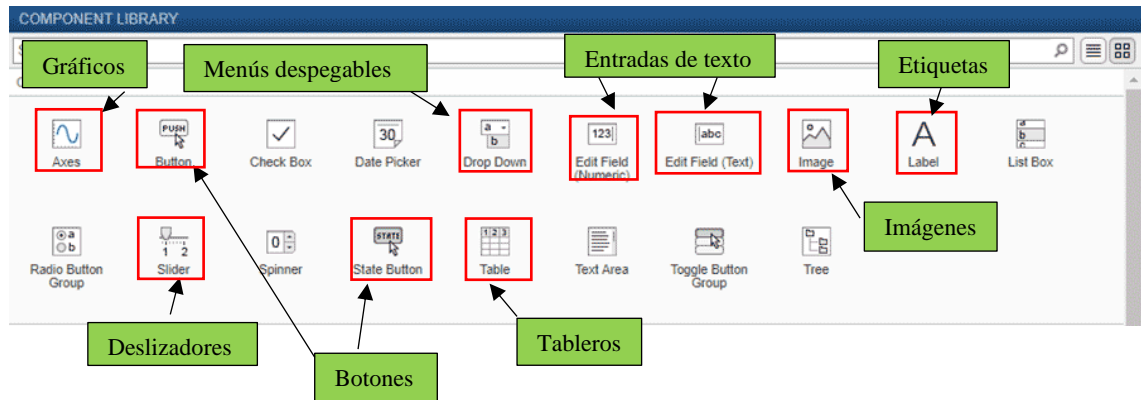 COMPONENT LIBRARY
Gráficos
Menús despegables
Entradas de texto
Etiquetas
PUSH
30
a
b
123
abc
A
a
b
c
Axes
Button
Check Box
Date Picker
Drop Down
Edit Field
(Numeric)
Edit Field (Text)
Image
Label
List Box
Imágenes
a
b
1 2
0
STATE
1 2 3
Radio Button
Group
Slider
Spinner
State Button
Table
Text Area
Toggle Button
Group
Tree
Deslizadores
Botones
Tableros